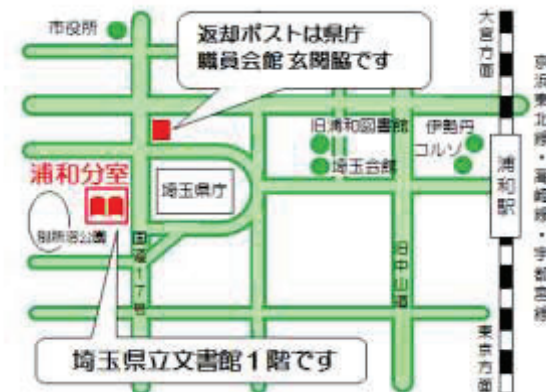 市役所
返却ポストは県庁
職員会館 玄関脇です
大宮方面
京浜東北線・高崎線・宇都宮線
旧浦和図書館
伊勢丹
コルソ
埼玉会館
浦和駅
浦和分室
埼玉県庁
別所沼公園
国道17号
旧中山道
埼玉県立文書館1階です
東京方面